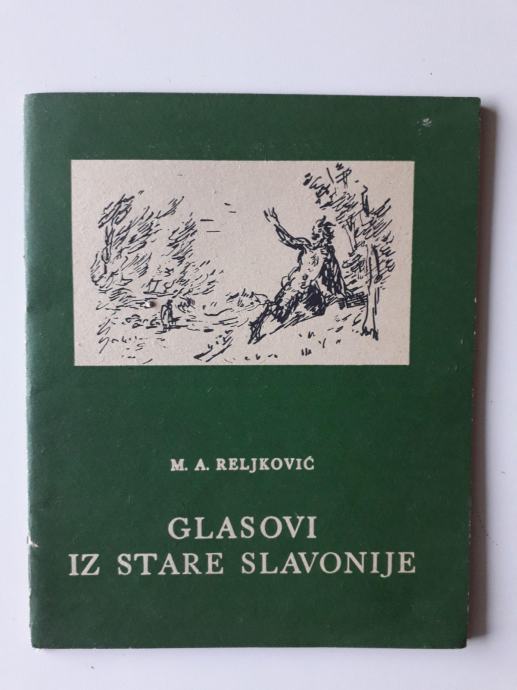 M. A. RELJKOVIĆ
GLASOVI
IZ STARE SLAVONIJE